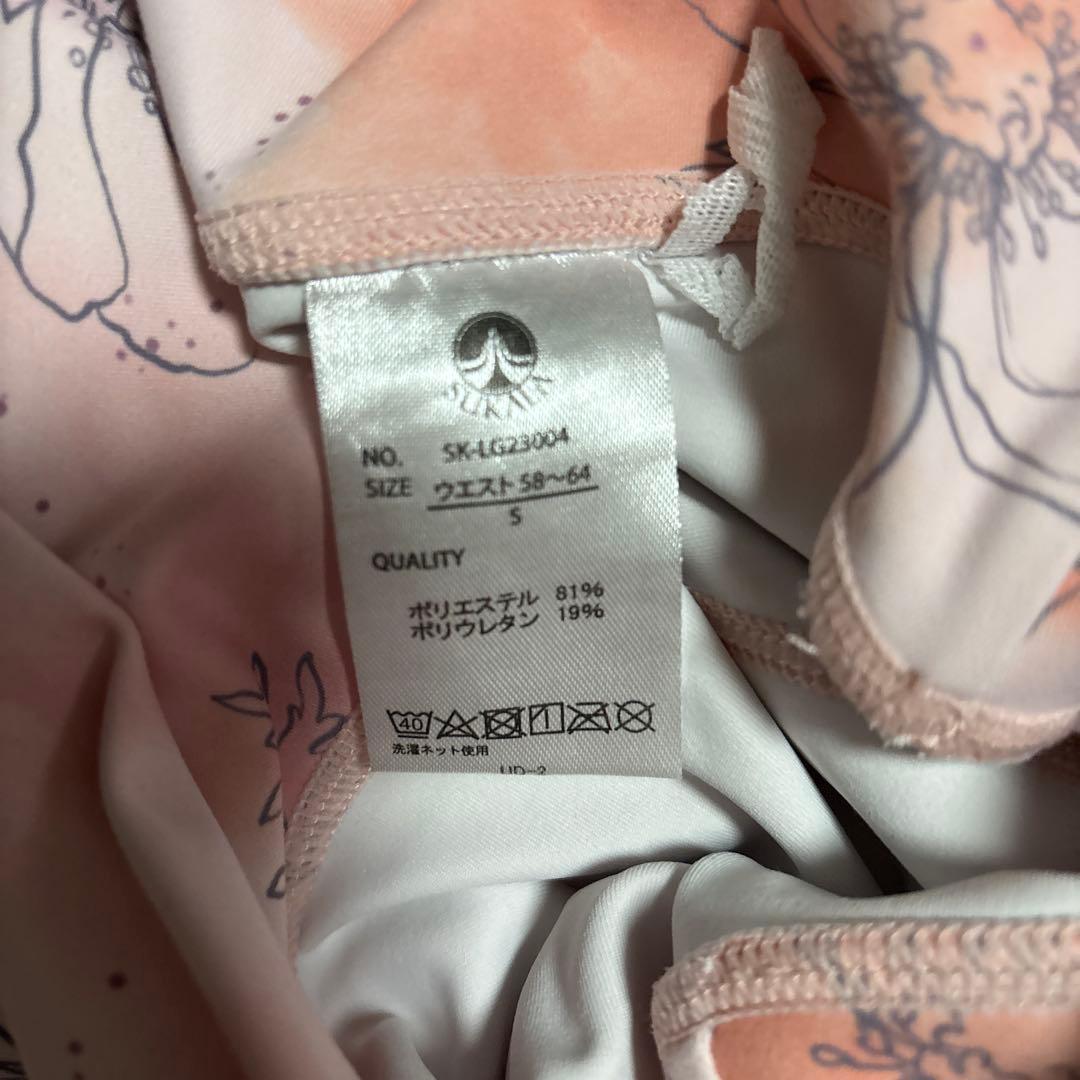 SUKALA
NO. SK-LG23004
SIZE ウエスト 58～64
S
QUALITY
ポリエステル 81%
ポリウレタン 19%
40
洗濯ネット使用